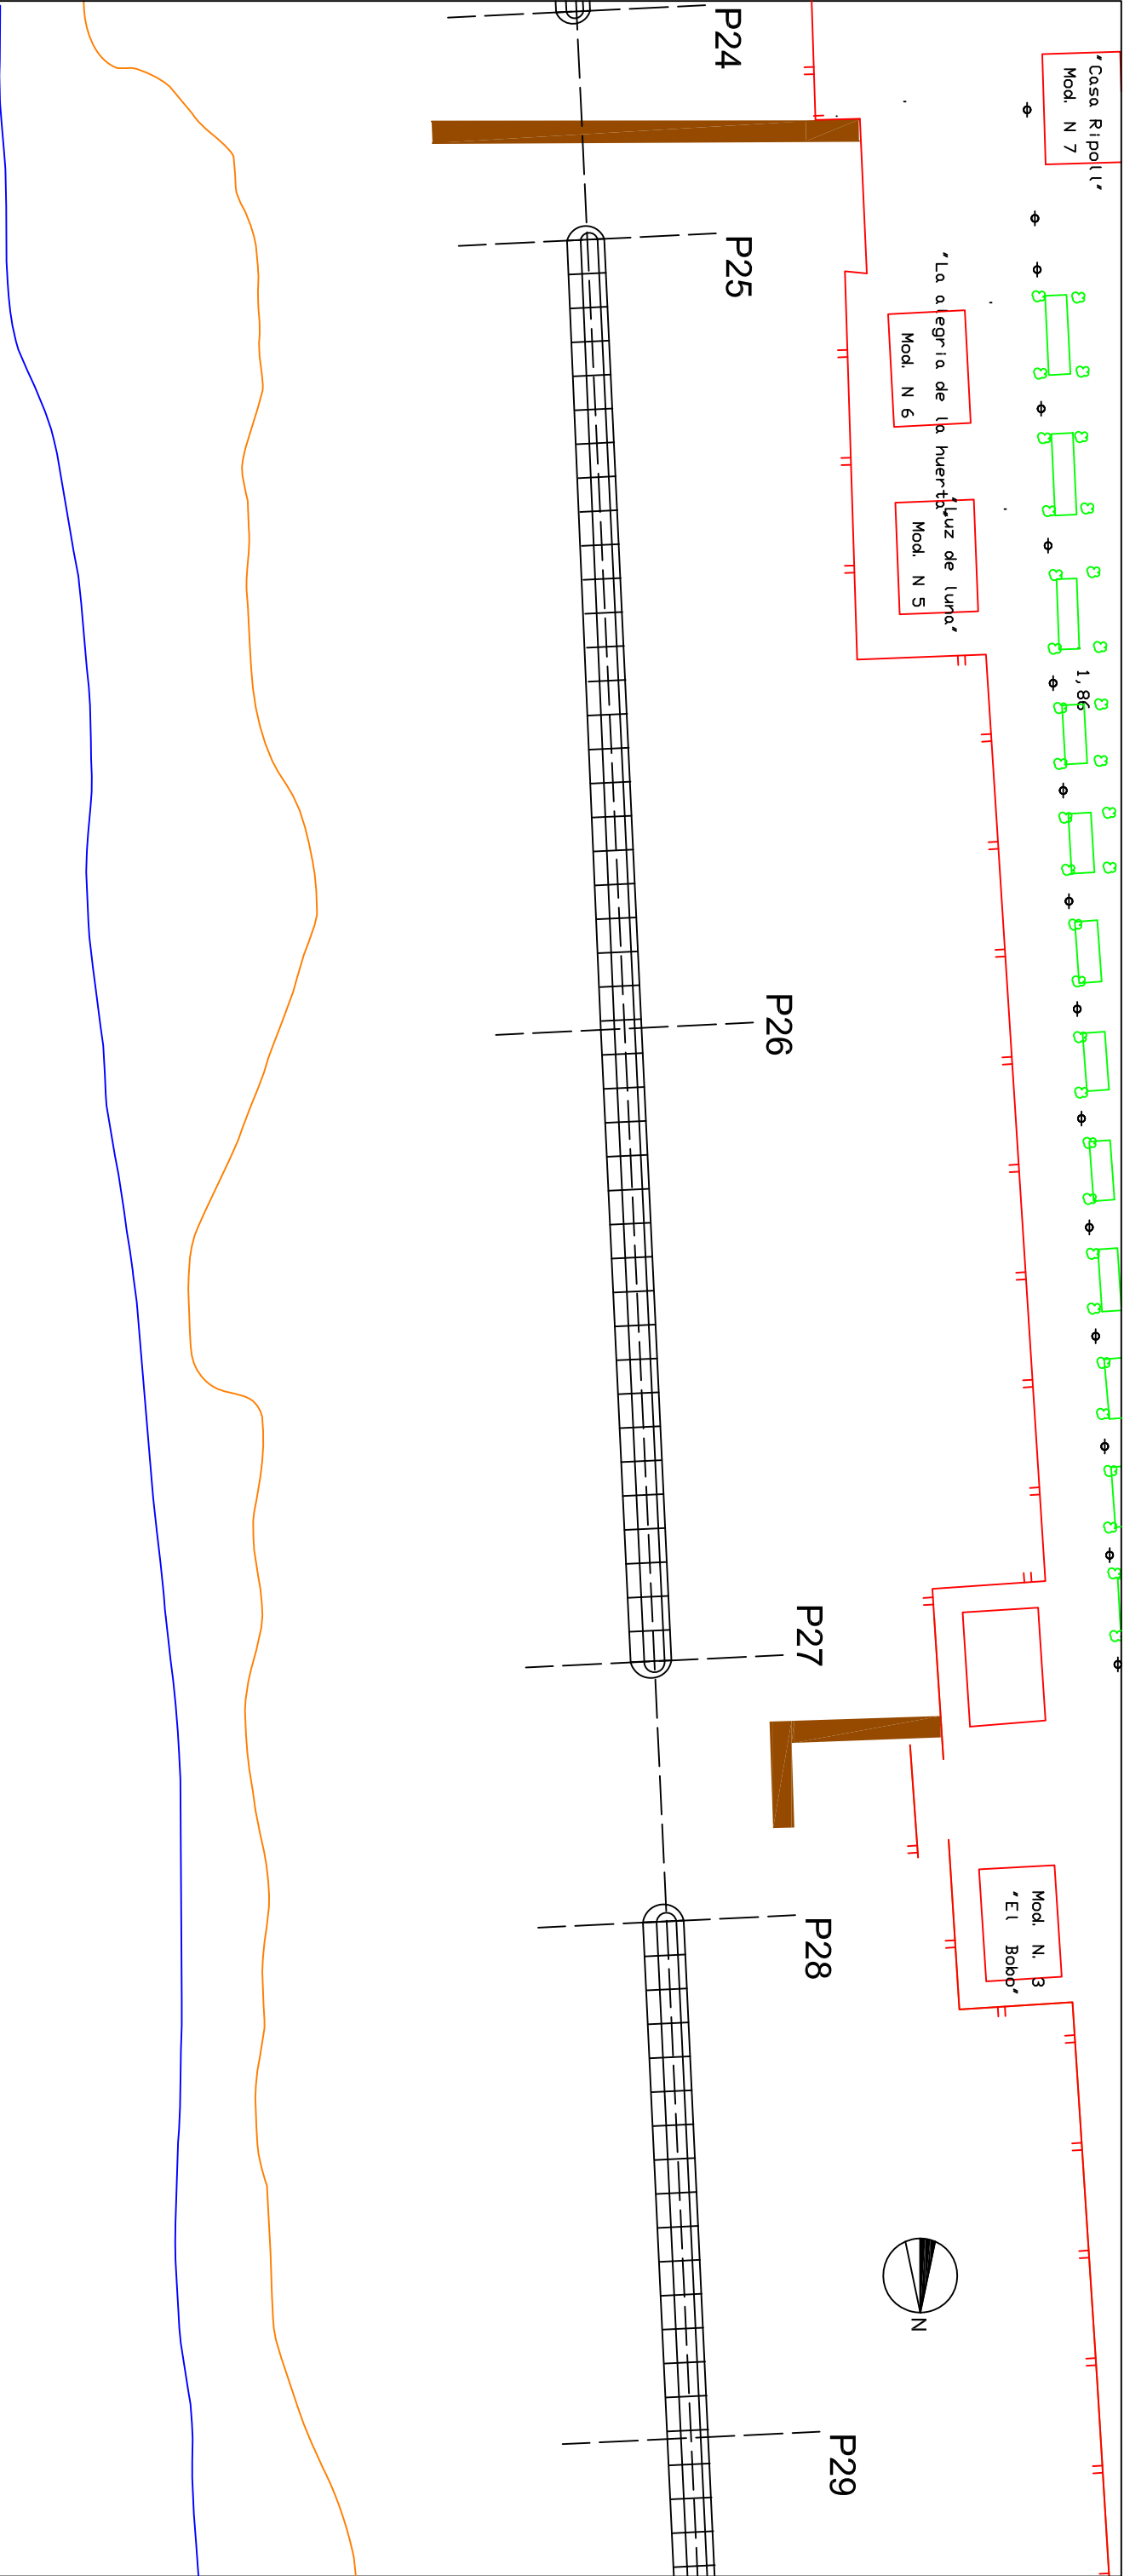 P24
"Casa Ripoll"
Mod. N 7
P25
"La alegria de la huerta"
Mod. N 6
"Luz de luna"
Mod. N 5
1,86
P26
P27
P28
Mod. N. 3
"El Bobo"
N
P29